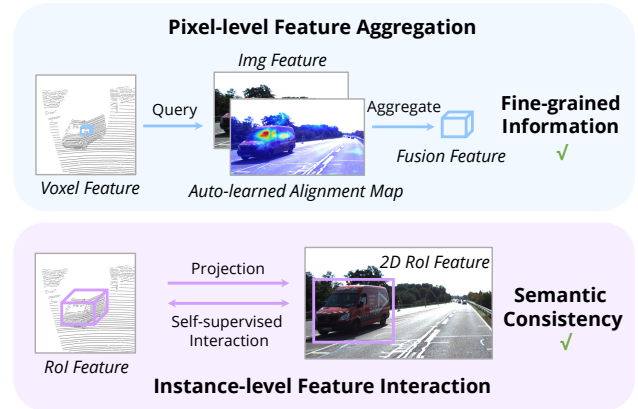 Pixel-level Feature Aggregation
Img Feature
Query
Aggregate
Fine-grained
Information
√
Voxel Feature
Auto-learned Alignment Map
Fusion Feature
Projection
2D RoI Feature
Self-supervised
Interaction
Semantic
Consistency
√
RoI Feature
Instance-level Feature Interaction